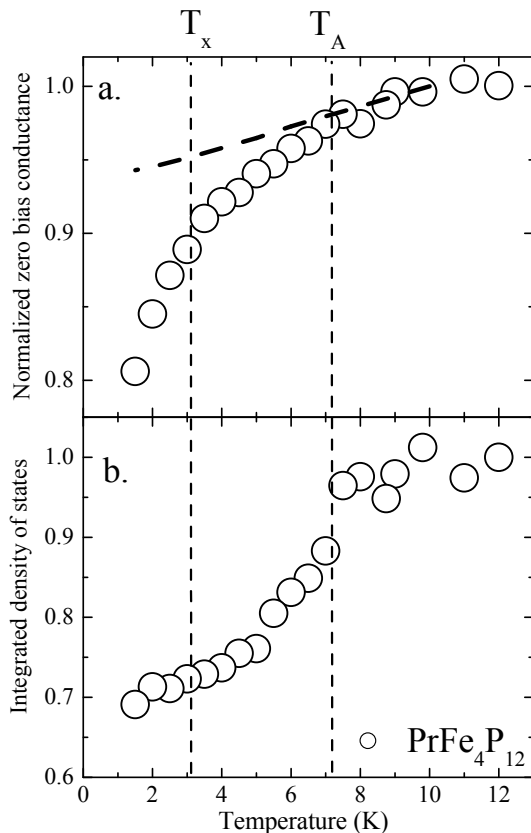 T_x T_A
a.
Normalized zero bias conductance
1.0
0.9
0.8
b.
Integrated density of states
1.0
0.9
0.8
0.7
0.6
PrFe_4P_12
0 2 4 6 8 10 12
Temperature (K)